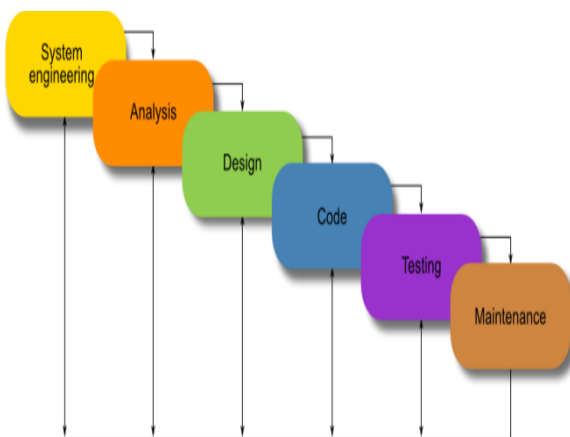 System
engineering
Analysis
Design
Code
Testing
Maintenance